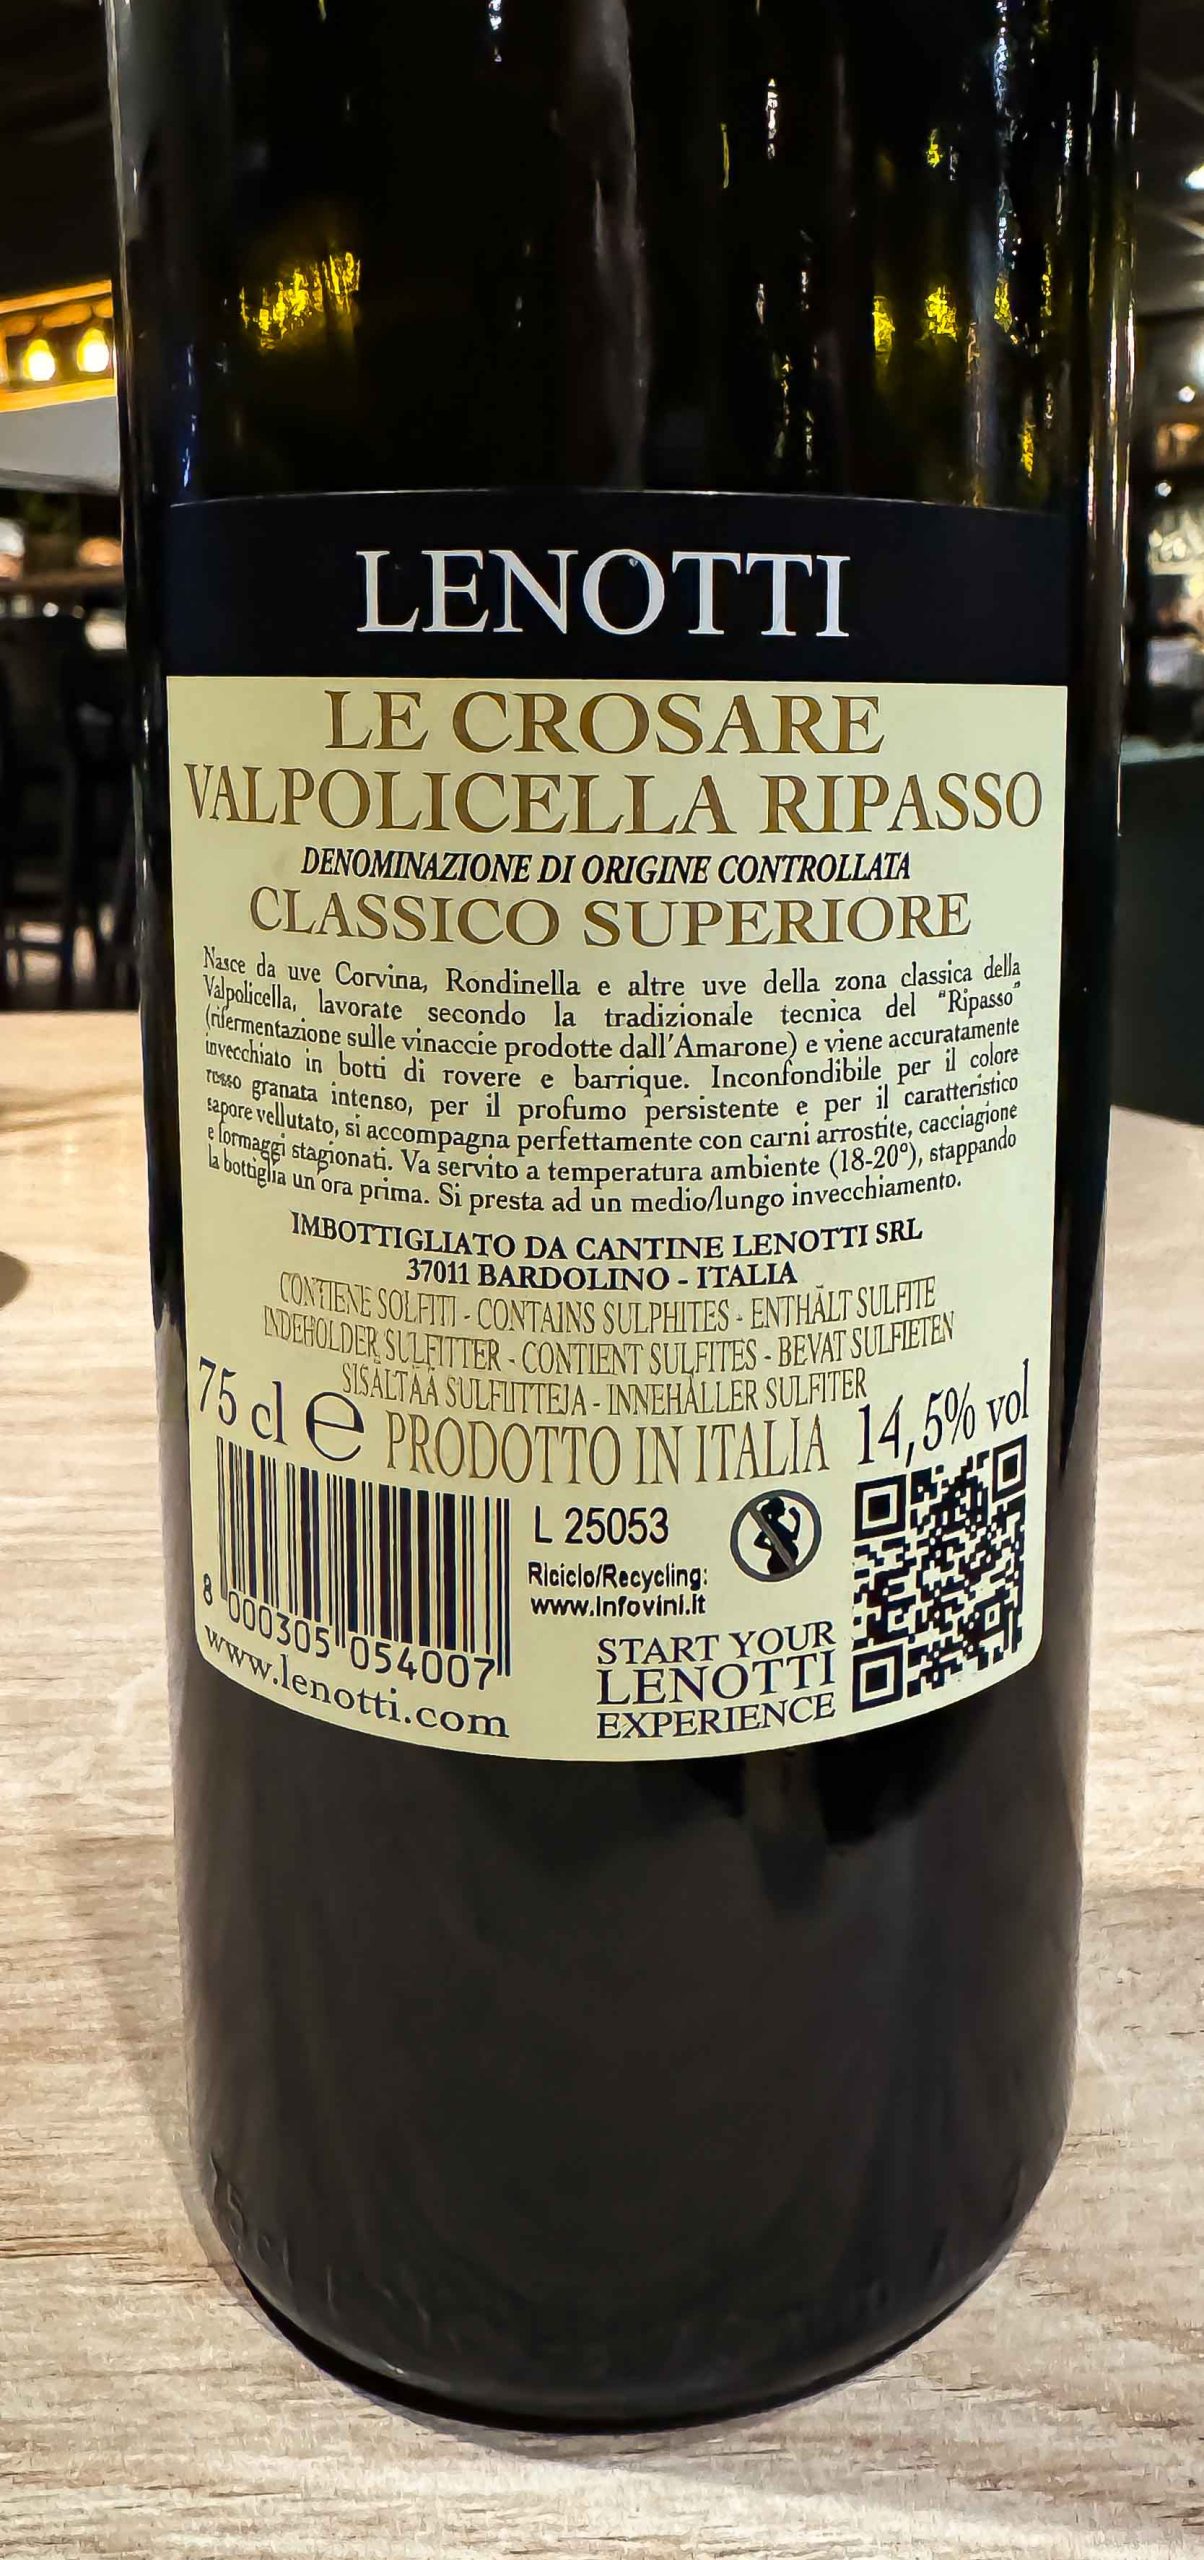 LENOTTI
LE CROSARE
VALPOLICELLA RIPASSO
DENOMINAZIONE DI ORIGINE CONTROLLATA
CLASSICO SUPERIORE
Nasce da uve Corvina, Rondinella e altre uve della zona classica della
Valpolicella, lavorate secondo la tradizionale tecnica del "Ripasso"
(rifermentazione sulle vinaccie prodotte dall'Amarone) e viene accuratamente
invecchiato in botti di rovere e barrique. Inconfondibile per il colore
rosso granata intenso, per il profumo persistente e per il caratteristico
sapore vellutato, si accompagna perfettamente con carni arrostite, cacciagione
e formaggi stagionati. Va servito a temperatura ambiente (18-20°), stappando
la bottiglia un'ora prima. Si presta ad un medio/lungo invecchiamento.
IMBOTTIGLIATO DA CANTINE LENOTTI SRL
37011 BARDOLINO - ITALIA
CONTIENE SOLFITI - CONTAINS SULPHITES - ENTHÄLT SULFITE
INDEHOLDER SULFITTER - CONTIENT SULFITES - BEVAT SULFIETEN
SISÄLTÄÄ SULFIITTEJA - INNEHÅLLER SULFITER
75 cl e PRODOTTO IN ITALIA 14,5% vol
L 25053
Riciclo/Recycling:
www.infovini.it
8 000305 054007
www.lenotti.com
START YOUR
LENOTTI
EXPERIENCE